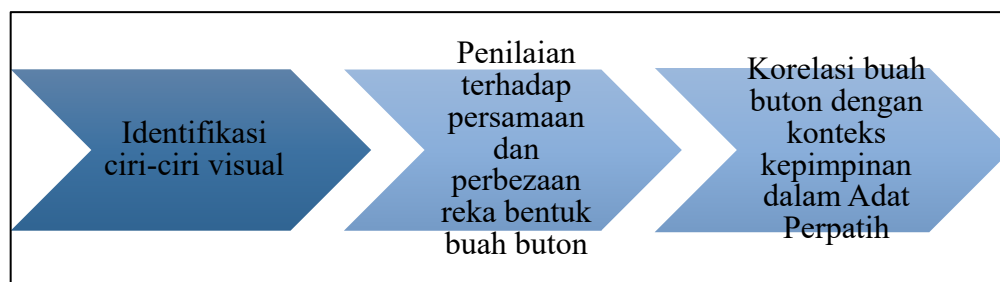 Identifikasi
ciri-ciri visual
Penilaian
terhadap
persamaan
dan
perbezaan
reka bentuk
buah buton
Korelasi buah
buton dengan
konteks
kepimpinan
dalam Adat
Perpatih